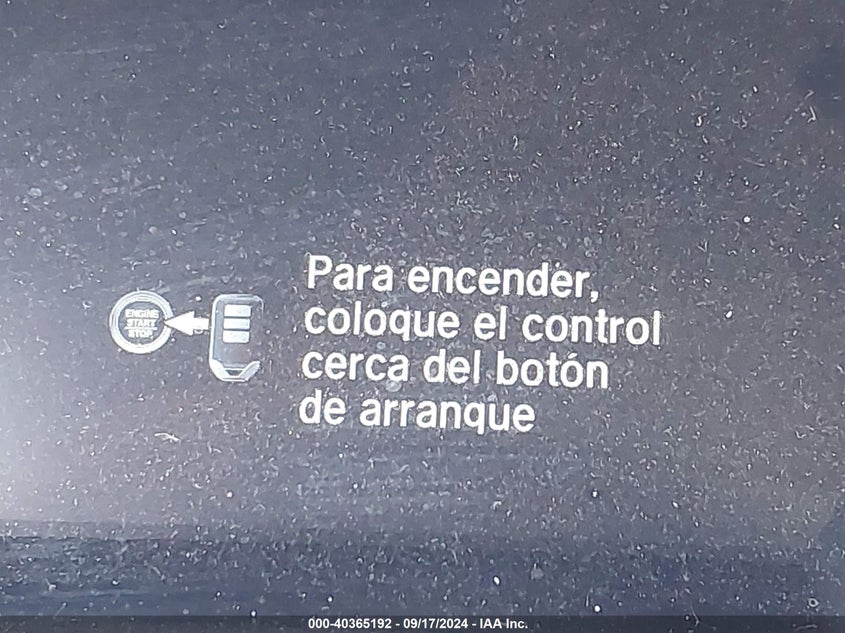 ENGINE
START
STOP
Para encender,
coloque el control
cerca del botón
de arranque
000-40365192 - 09/17/2024 - IAA Inc.